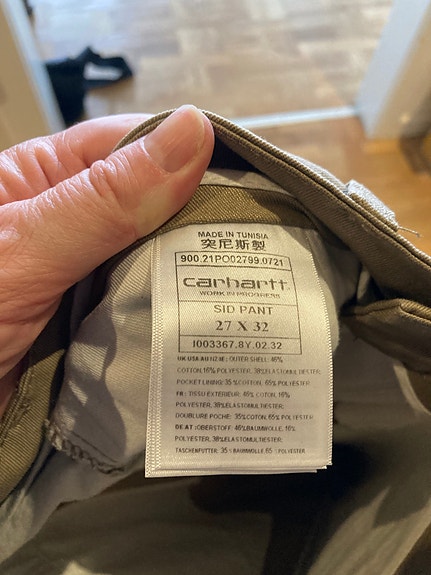 MADE IN TUNISIA
突尼斯製
900.21PO02799.0721
carhartt
WORK IN PROGRESS
SID PANT
27 X 32
I003367.8Y.02.32
UK USA AU NZ IE: OUTER SHELL: 46%
COTTON,16% POLYESTER, 38%ELASTOMULTIESTER;
POCKET LINING: 35%COTTON, 65% POLYESTER
FR: TISSU EXTERIEUR: 46% COTON, 16%
POLYESTER, 38%ELASTOMULTIESTER;
DOUBLURE POCHE: 35%COTON, 65% POLYESTER
DE AT :OBERSTOFF: 46%BAUMWOLLE, 16%
POLYESTER, 38%ELASTOMULTIESTER;
TASCHENFUTTER: 35%BAUMWOLLE,65%POLYESTER